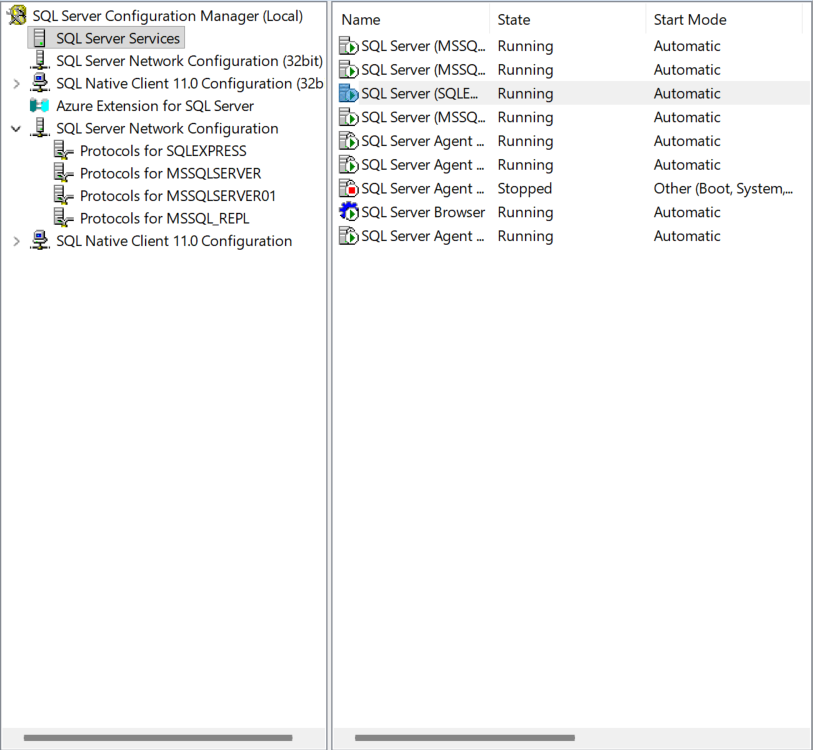 SQL Server Configuration Manager (Local)
SQL Server Services
SQL Server Network Configuration (32bit)
SQL Native Client 11.0 Configuration (32b
Azure Extension for SQL Server
SQL Server Network Configuration
Protocols for SQLEXPRESS
Protocols for MSSQLSERVER
Protocols for MSSQLSERVER01
Protocols for MSSQL_REPL
SQL Native Client 11.0 Configuration
Name State Start Mode
SQL Server (MSSQ... Running Automatic
SQL Server (MSSQ... Running Automatic
SQL Server (SQLE... Running Automatic
SQL Server (MSSQ... Running Automatic
SQL Server Agent ... Running Automatic
SQL Server Agent ... Running Automatic
SQL Server Agent ... Stopped Other (Boot, System,...
SQL Server Browser Running Automatic
SQL Server Agent ... Running Automatic